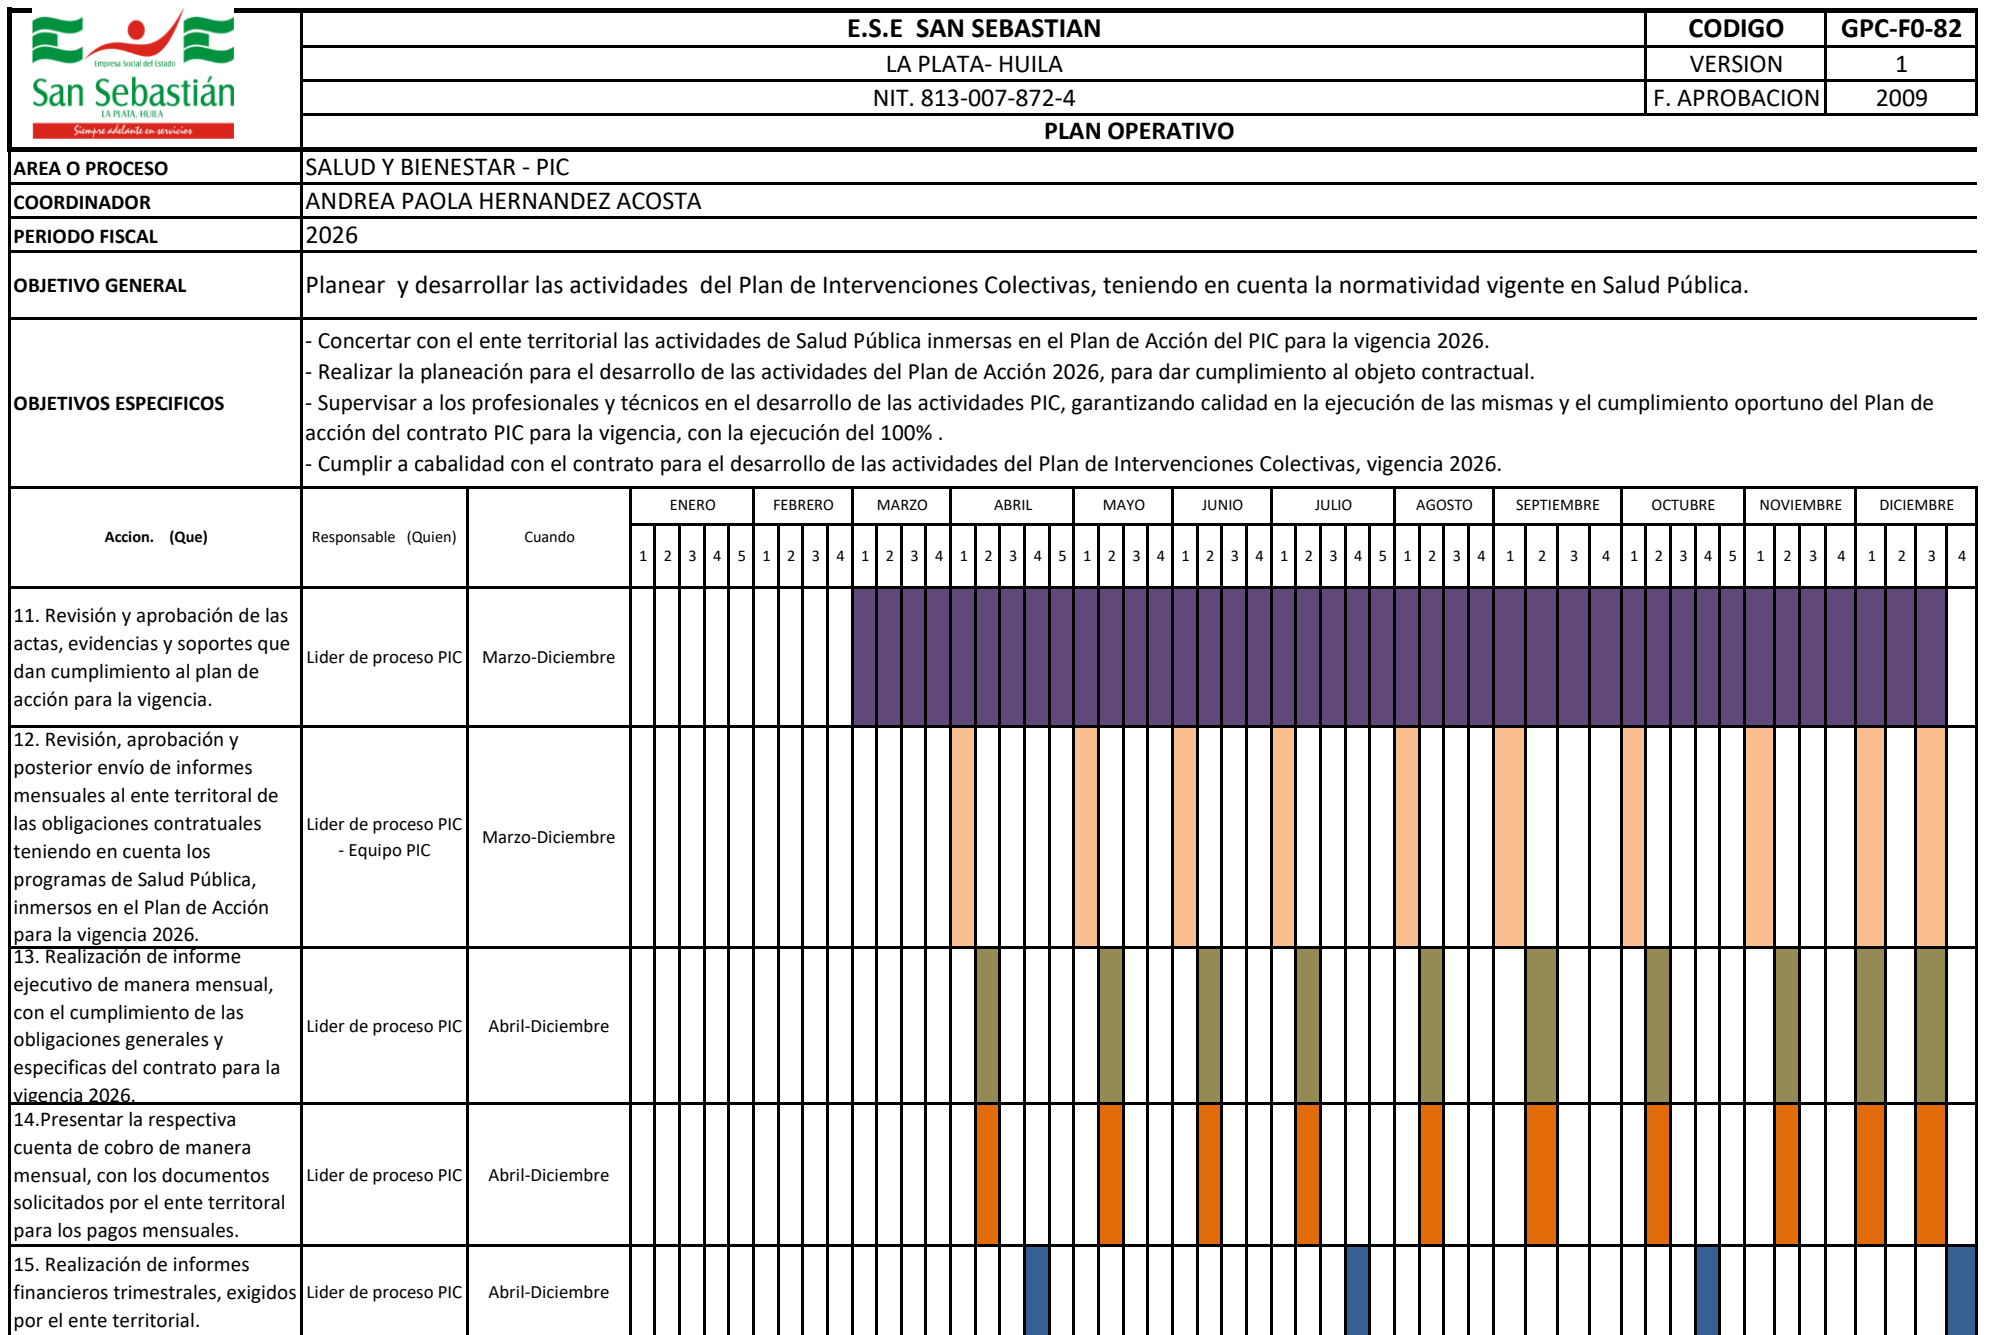 Empresa Social del Estado
San Sebastián
LA PLATA, HUILA
Siempre adelante en servicios
E.S.E SAN SEBASTIAN
CODIGO
GPC-F0-82
LA PLATA- HUILA
VERSION
1
NIT. 813-007-872-4
F. APROBACION
2009
PLAN OPERATIVO
AREA O PROCESO
SALUD Y BIENESTAR - PIC
COORDINADOR
ANDREA PAOLA HERNANDEZ ACOSTA
PERIODO FISCAL
2026
OBJETIVO GENERAL
Planear y desarrollar las actividades del Plan de Intervenciones Colectivas, teniendo en cuenta la normatividad vigente en Salud Pública.
OBJETIVOS ESPECIFICOS
- Concertar con el ente territorial las actividades de Salud Pública inmersas en el Plan de Acción del PIC para la vigencia 2026.
- Realizar la planeación para el desarrollo de las actividades del Plan de Acción 2026, para dar cumplimiento al objeto contractual.
- Supervisar a los profesionales y técnicos en el desarrollo de las actividades PIC, garantizando calidad en la ejecución de las mismas y el cumplimiento oportuno del Plan de
acción del contrato PIC para la vigencia, con la ejecución del 100% .
- Cumplir a cabalidad con el contrato para el desarrollo de las actividades del Plan de Intervenciones Colectivas, vigencia 2026.
Accion. (Que)
Responsable (Quien)
Cuando
ENERO FEBRERO MARZO ABRIL MAYO JUNIO JULIO AGOSTO SEPTIEMBRE OCTUBRE NOVIEMBRE DICIEMBRE
1 2 3 4 5 1 2 3 4 1 2 3 4 1 2 3 4 5 1 2 3 4 1 2 3 4 1 2 3 4 5 1 2 3 4 1 2 3 4 1 2 3 4 5 1 2 3 4 1 2 3 4
11. Revisión y aprobación de las
actas, evidencias y soportes que
dan cumplimiento al plan de
acción para la vigencia.
Lider de proceso PIC
Marzo-Diciembre
12. Revisión, aprobación y
posterior envío de informes
mensuales al ente territoral de
las obligaciones contratuales
teniendo en cuenta los
programas de Salud Pública,
inmersos en el Plan de Acción
para la vigencia 2026.
Lider de proceso PIC
- Equipo PIC
Marzo-Diciembre
13. Realización de informe
ejecutivo de manera mensual,
con el cumplimiento de las
obligaciones generales y
especificas del contrato para la
vigencia 2026.
Lider de proceso PIC
Abril-Diciembre
14.Presentar la respectiva
cuenta de cobro de manera
mensual, con los documentos
solicitados por el ente territoral
para los pagos mensuales.
Lider de proceso PIC
Abril-Diciembre
15. Realización de informes
financieros trimestrales, exigidos
por el ente territorial.
Lider de proceso PIC
Abril-Diciembre